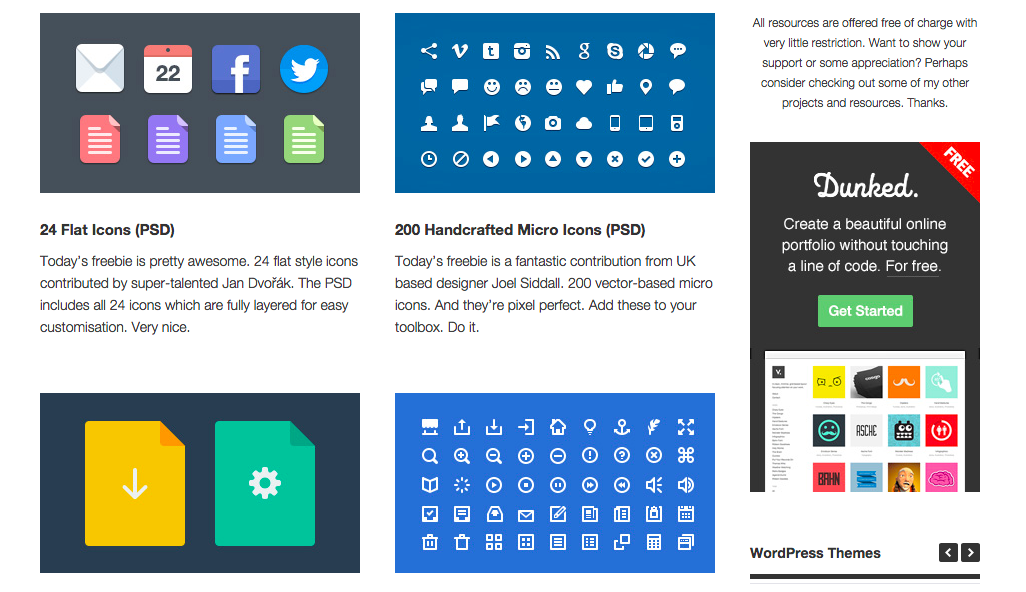 22
24 Flat Icons (PSD)
Today's freebie is pretty awesome. 24 flat style icons
contributed by super-talented Jan Dvořák. The PSD
includes all 24 icons which are fully layered for easy
customisation. Very nice.
200 Handcrafted Micro Icons (PSD)
Today's freebie is a fantastic contribution from UK
based designer Joel Siddall. 200 vector-based micro
icons. And they're pixel perfect. Add these to your
toolbox. Do it.
All resources are offered free of charge with
very little restriction. Want to show your
support or some appreciation? Perhaps
consider checking out some of my other
projects and resources. Thanks.
FREE
Dunked.
Create a beautiful online
portfolio without touching
a line of code. For free.
Get Started
V.
ASCHC
BAHN
WordPress Themes